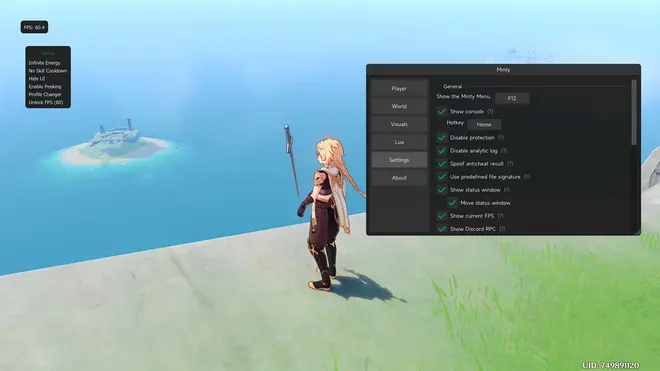 FPS: 60.4
Status
Infinite Energy
No Skill Cooldown
Hide UI
Enable Peeking
Profile Changer
Unlock FPS (60)
Minty
Player
World
Visuals
Lua
Settings
About
General
Show the Minty Menu F12
Show console (?)
Hotkey Home
Disable protection (?)
Disable analytic log (?)
Spoof anticheat result (?)
Use predefined file signature (?)
Show status window (?)
Move status window
Show current FPS (?)
Show Discord RPC (?)
UID: 749891120